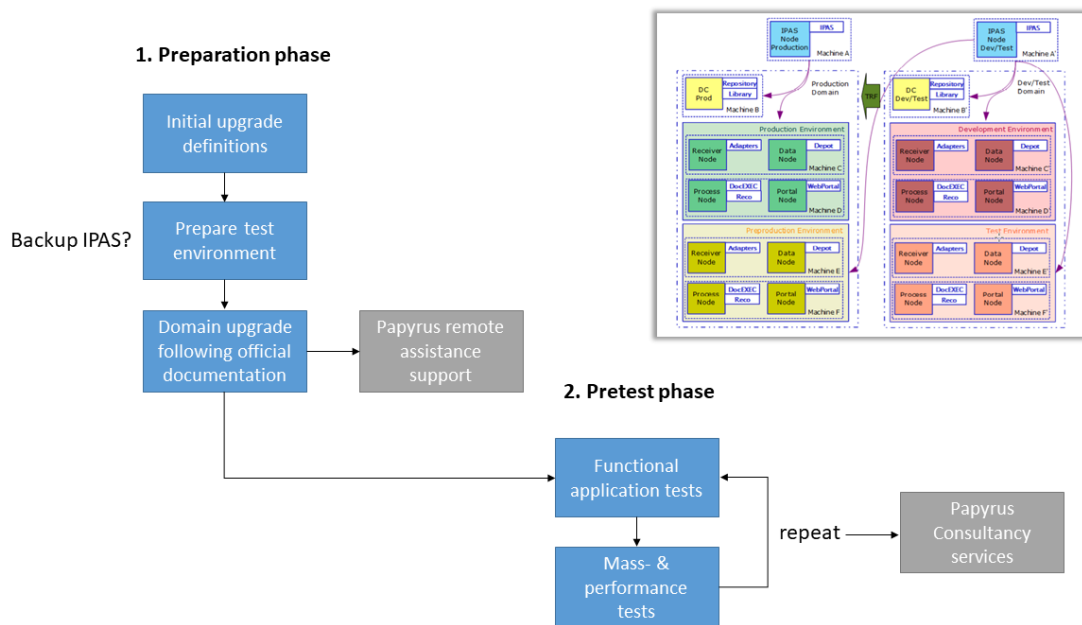 1. Preparation phase
Initial upgrade
definitions
Backup IPAS?
Prepare test
environment
Domain upgrade
following official
documentation
Papyrus remote
assistance
support
2. Pretest phase
Functional
application tests
Mass- &
performance
tests
repeat
Papyrus
Consultancy
services
IPAS
Node
Production
IPAS
Machine A
IPAS
Node
Dev/Test
IPAS
Machine A'
Production
Domain
DC
Prod
Repository
Library
Machine B
TRF
Dev/Test
Domain
DC
Dev/Test
Repository
Library
Machine B'
Production Environment
Receiver
Node
Adapters
Data
Node
Depot
Machine C
Process
Node
DocEXEC
Reco
Portal
Node
WebPortal
Machine D
Development Environment
Receiver
Node
Adapters
Data
Node
Depot
Machine C'
Process
Node
DocEXEC
Reco
Portal
Node
WebPortal
Machine D'
Preproduction Environment
Receiver
Node
Adapters
Data
Node
Depot
Machine E
Process
Node
DocEXEC
Reco
Portal
Node
WebPortal
Machine F
Test Environment
Receiver
Node
Adapters
Data
Node
Depot
Machine E'
Process
Node
DocEXEC
Reco
Portal
Node
WebPortal
Machine F'